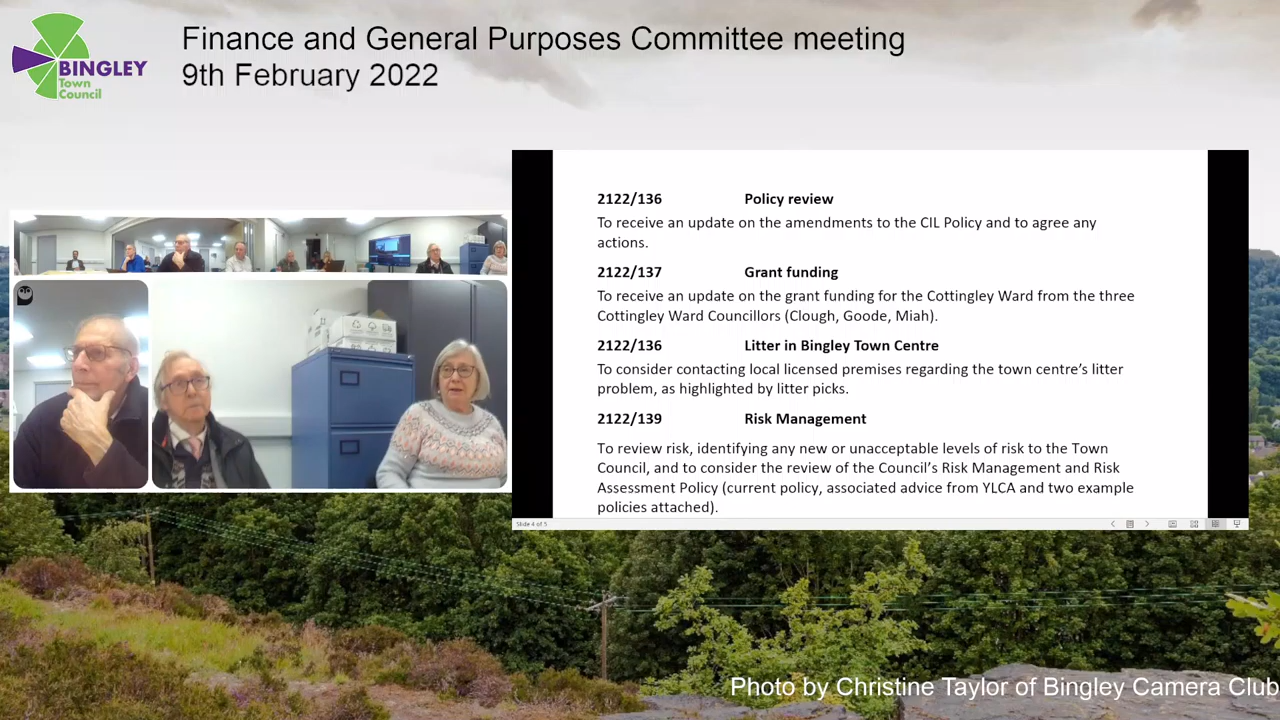 BINGLEY
Town
Council
Finance and General Purposes Committee meeting
9th February 2022
2122/136 Policy review
To receive an update on the amendments to the CIL Policy and to agree any
actions.
2122/137 Grant funding
To receive an update on the grant funding for the Cottingley Ward from the three
Cottingley Ward Councillors (Clough, Goode, Miah).
2122/136 Litter in Bingley Town Centre
To consider contacting local licensed premises regarding the town centre's litter
problem, as highlighted by litter picks.
2122/139 Risk Management
To review risk, identifying any new or unacceptable levels of risk to the Town
Council, and to consider the review of the Council's Risk Management and Risk
Assessment Policy (current policy, associated advice from YLCA and two example
policies attached).
Slide 4 of 5
Photo by Christine Taylor of Bingley Camera Club